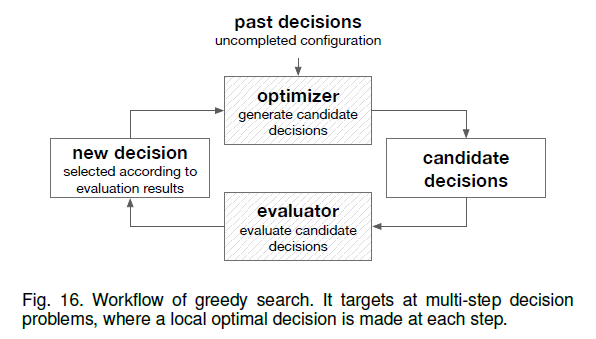 past decisions
uncompleted configuration
optimizer
generate candidate
decisions
new decision
selected according to
evaluation results
candidate
decisions
evaluator
evaluate candidate
decisions
Fig. 16. Workflow of greedy search. It targets at multi-step decision
problems, where a local optimal decision is made at each step.